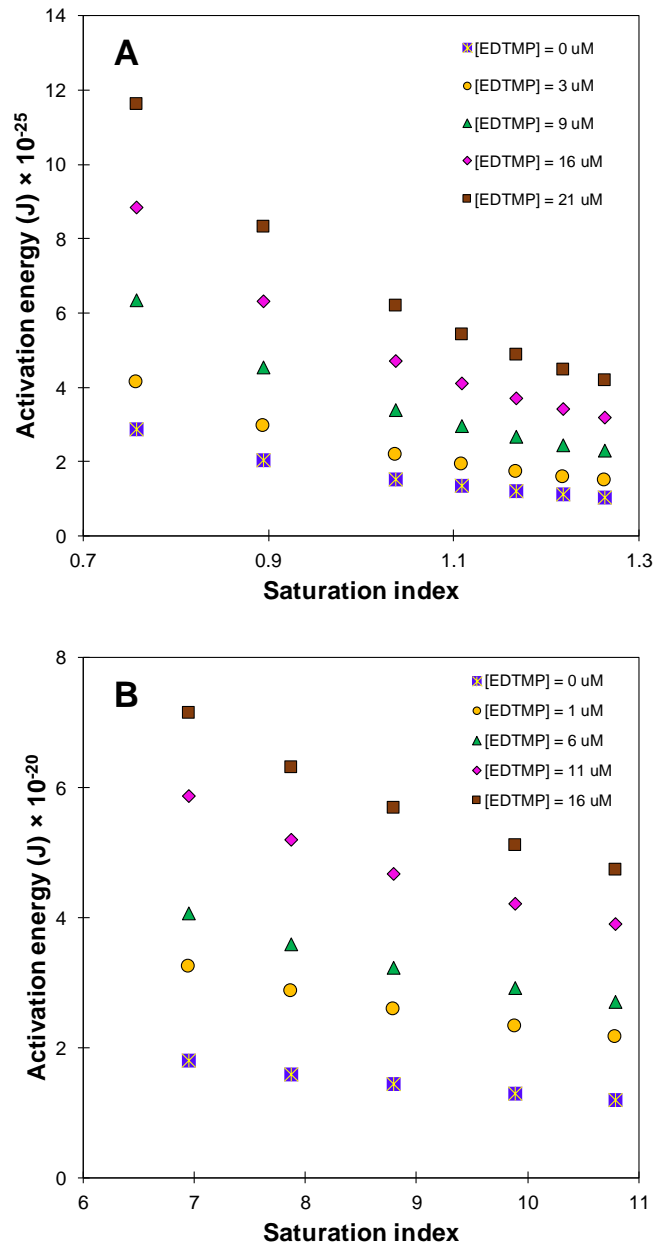 A
[EDTMP] = 0 uM
[EDTMP] = 3 uM
[EDTMP] = 9 uM
[EDTMP] = 16 uM
[EDTMP] = 21 uM
Activation energy (J) × 10-25
14
12
10
8
6
4
2
0
0.7 0.9 1.1 1.3
Saturation index
B
[EDTMP] = 0 uM
[EDTMP] = 1 uM
[EDTMP] = 6 uM
[EDTMP] = 11 uM
[EDTMP] = 16 uM
Activation energy (J) × 10-20
8
6
4
2
0
6 7 8 9 10 11
Saturation index